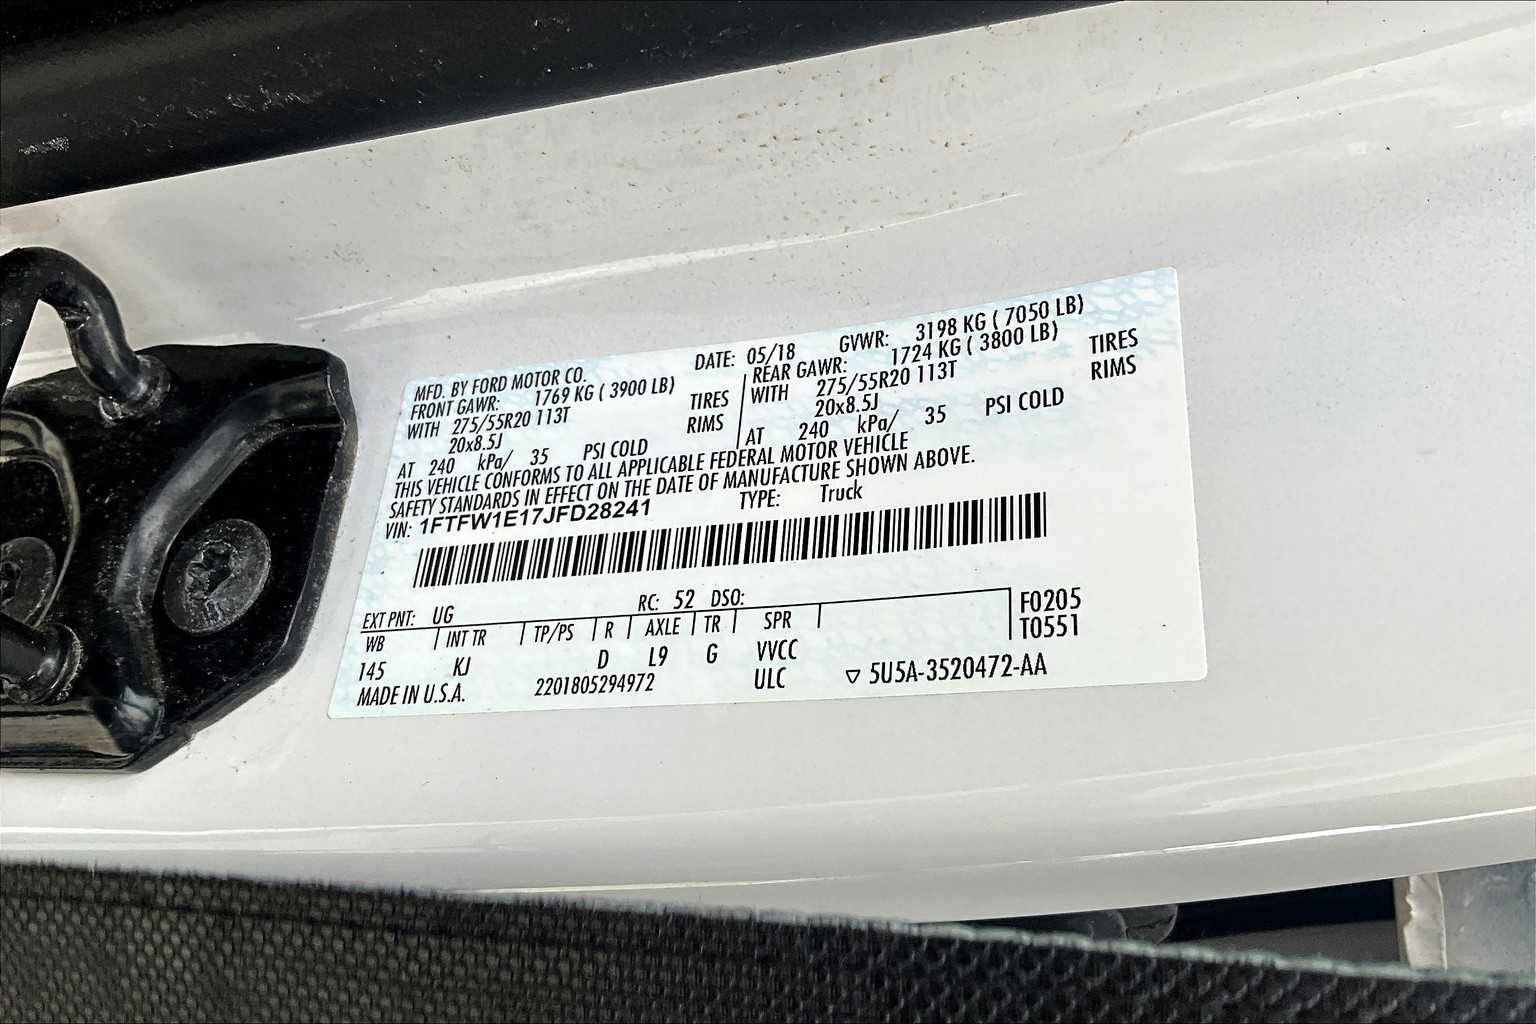 MFD. BY FORD MOTOR CO.
DATE: 05/18 GVWR: 3198 KG ( 7050 LB)
FRONT GAWR: 1769 KG ( 3900 LB)
WITH 275/55R20 113T TIRES
20x8.5J RIMS
AT 240 kPa/ 35 PSI COLD
REAR GAWR: 1724 KG ( 3800 LB)
WITH 275/55R20 113T TIRES
20x8.5J RIMS
AT 240 kPa/ 35 PSI COLD
THIS VEHICLE CONFORMS TO ALL APPLICABLE FEDERAL MOTOR VEHICLE
SAFETY STANDARDS IN EFFECT ON THE DATE OF MANUFACTURE SHOWN ABOVE.
VIN: 1FTFW1E17JFD28241 TYPE: Truck
EXT PNT: UG RC: 52 DSO:
WB INT TR TP/PS R AXLE TR SPR F0205
T0551
145 KJ D L9 G VVCC
MADE IN U.S.A. 2201805294972 ULC ▽ 5U5A-3520472-AA